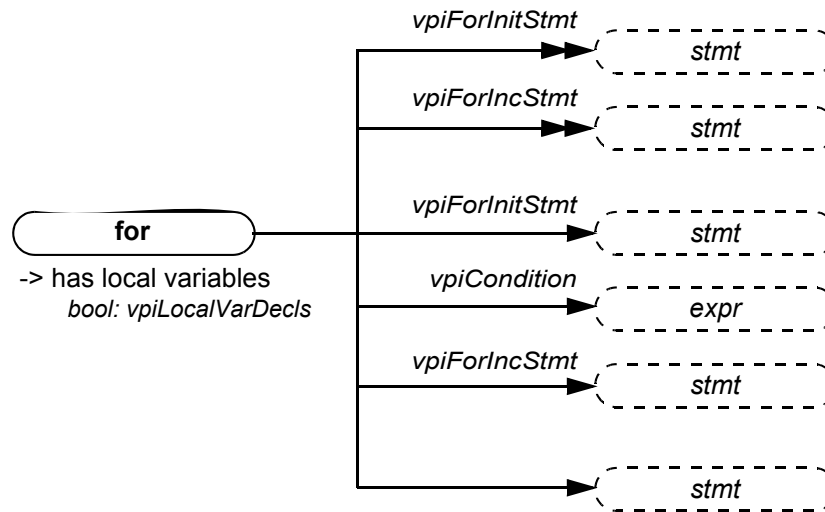 vpiForInitStmt
stmt
vpiForIncStmt
stmt
vpiForInitStmt
stmt
for
-> has local variables
bool: vpiLocalVarDecls
vpiCondition
expr
vpiForIncStmt
stmt
stmt